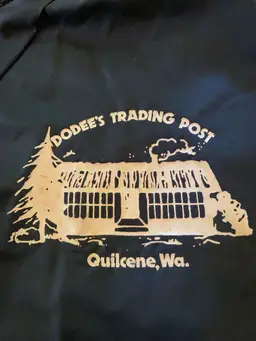 DODEE'S TRADING POST
Quilcene, Wa.